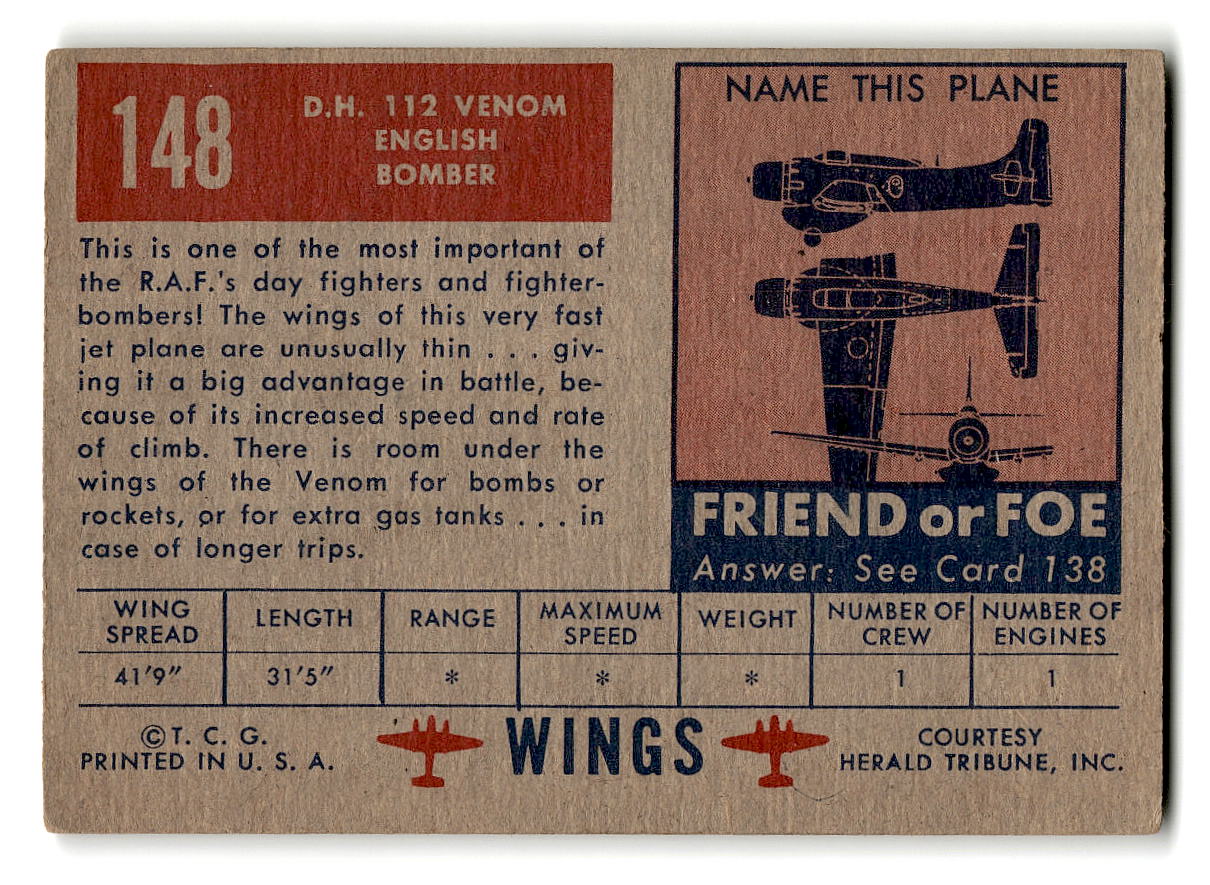 148
D.H. 112 VENOM
ENGLISH
BOMBER
This is one of the most important of
the R.A.F.'s day fighters and fighter-
bombers! The wings of this very fast
jet plane are unusually thin . . . giv-
ing it a big advantage in battle, be-
cause of its increased speed and rate
of climb. There is room under the
wings of the Venom for bombs or
rockets, or for extra gas tanks . . . in
case of longer trips.
NAME THIS PLANE
FRIEND or FOE
Answer: See Card 138
WING SPREAD LENGTH RANGE MAXIMUM SPEED WEIGHT NUMBER OF CREW NUMBER OF ENGINES
41'9" 31'5" * * * 1 1
©T. C. G.
PRINTED IN U. S. A.
WINGS
COURTESY
HERALD TRIBUNE, INC.